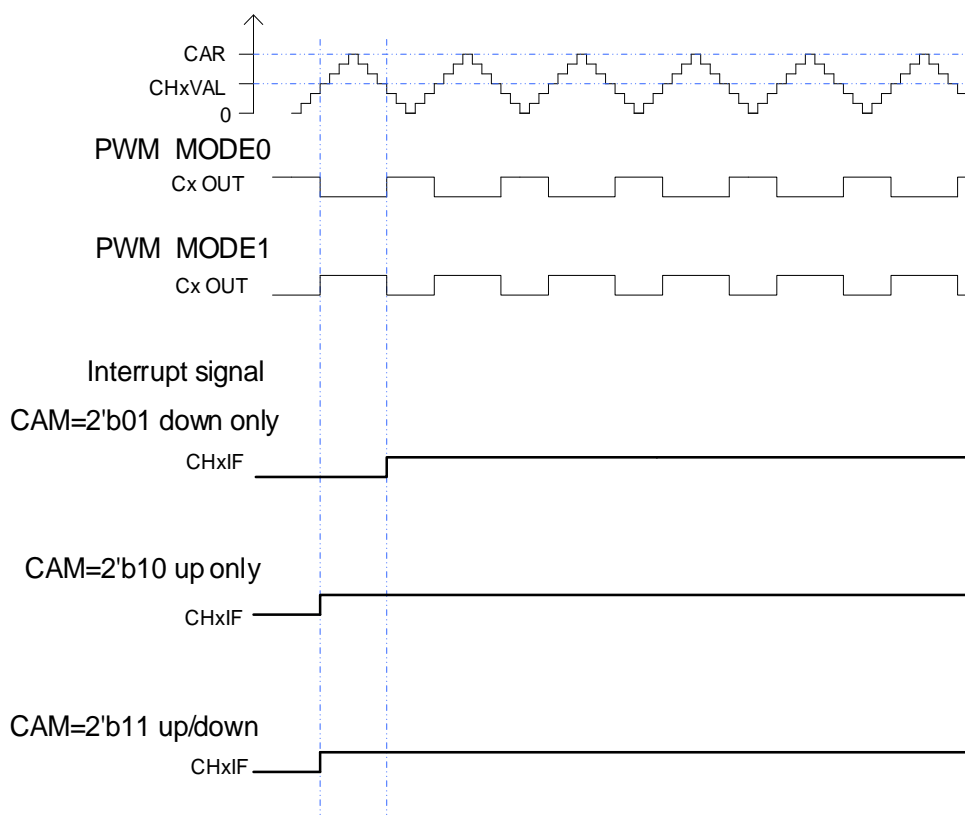 CAR
CHxVAL
0
PWM MODE0
Cx OUT
PWM MODE1
Cx OUT
Interrupt signal
CAM=2'b01 down only
CHxIF
CAM=2'b10 up only
CHxIF
CAM=2'b11 up/down
CHxIF